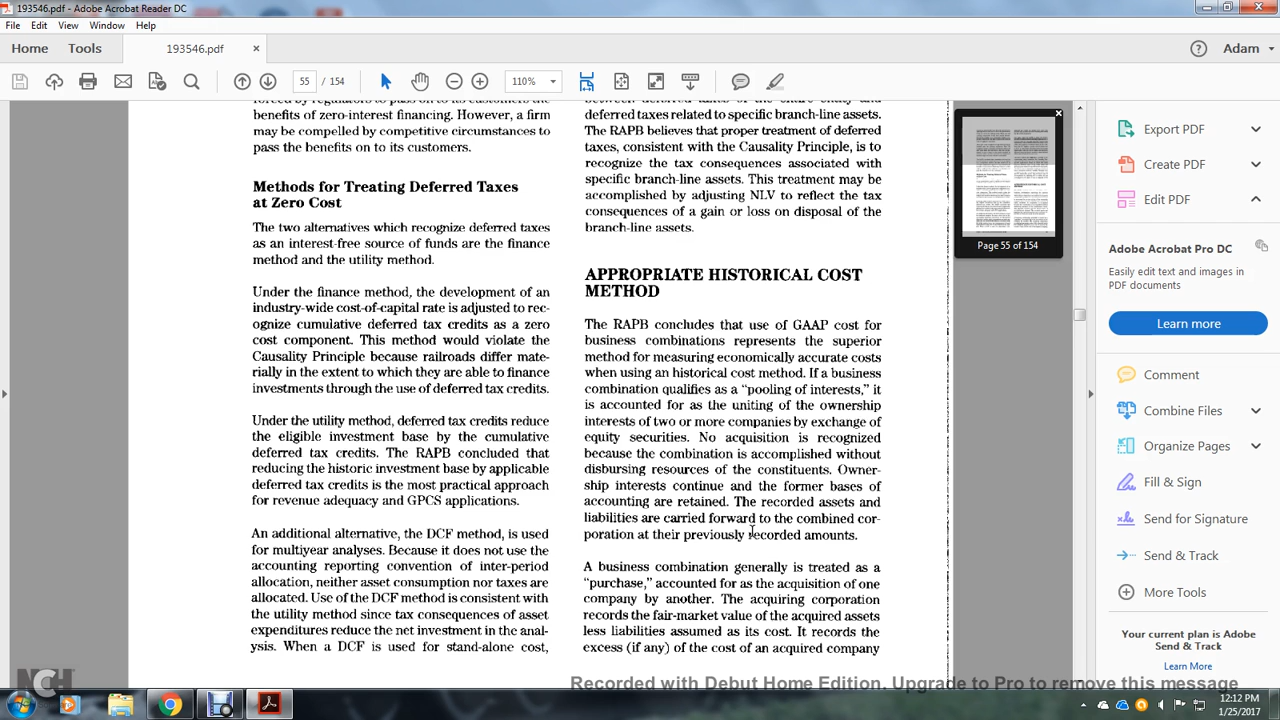 193546.pdf - Adobe Acrobat Reader DC
File Edit View Window Help
Home Tools 193546.pdf × Adam
55 / 154 110%
forced by regulators to pass on to its customers the
benefits of zero-interest financing. However, a firm
may be compelled by competitive circumstances to
pass the benefits on to its customers.
Methods for Treating Deferred Taxes
at Zero Cost
The two alternatives which recognize deferred taxes
as an interest-free source of funds are the finance
method and the utility method.
Under the finance method, the development of an
industry-wide cost-of-capital rate is adjusted to rec-
ognize cumulative deferred tax credits as a zero
cost component. This method would violate the
Causality Principle because railroads differ mate-
rially in the extent to which they are able to finance
investments through the use of deferred tax credits.
Under the utility method, deferred tax credits reduce
the eligible investment base by the cumulative
deferred tax credits. The RAPB concluded that
reducing the historic investment base by applicable
deferred tax credits is the most practical approach
for revenue adequacy and GPCS applications.
An additional alternative, the DCF method, is used
for multiyear analyses. Because it does not use the
accounting reporting convention of inter-period
allocation, neither asset consumption nor taxes are
allocated. Use of the DCF method is consistent with
the utility method since tax consequences of asset
expenditures reduce the net investment in the anal-
ysis. When a DCF is used for stand-alone cost,
between deferred taxes of the share entity and
deferred taxes related to specific branch-line assets.
The RAPB believes that proper treatment of deferred
taxes, consistent with the Causality Principle, is to
recognize the tax consequences associated with
specific branch-line assets. This treatment may be
accomplished by adjusting NLV to reflect the tax
consequences of a gain or loss on disposal of the
branch-line assets.
APPROPRIATE HISTORICAL COST
METHOD
The RAPB concludes that use of GAAP cost for
business combinations represents the superior
method for measuring economically accurate costs
when using an historical cost method. If a business
combination qualifies as a “pooling of interests,” it
is accounted for as the uniting of the ownership
interests of two or more companies by exchange of
equity securities. No acquisition is recognized
because the combination is accomplished without
disbursing resources of the constituents. Owner-
ship interests continue and the former bases of
accounting are retained. The recorded assets and
liabilities are carried forward to the combined cor-
poration at their previously recorded amounts.
A business combination generally is treated as a
“purchase,” accounted for as the acquisition of one
company by another. The acquiring corporation
records the fair-market value of the acquired assets
less liabilities assumed as its cost. It records the
excess (if any) of the cost of an acquired company
Page 55 of 154
Export PDF
Create PDF
Edit PDF
Adobe Acrobat Pro DC
Easily edit text and images in
PDF documents
Learn more
Comment
Combine Files
Organize Pages
Fill & Sign
Send for Signature
Send & Track
More Tools
Your current plan is Adobe
Send & Track
Learn More
NCH
Recorded with Debut Home Edition. Upgrade to Pro to remove this message
12:12 PM
1/25/2017